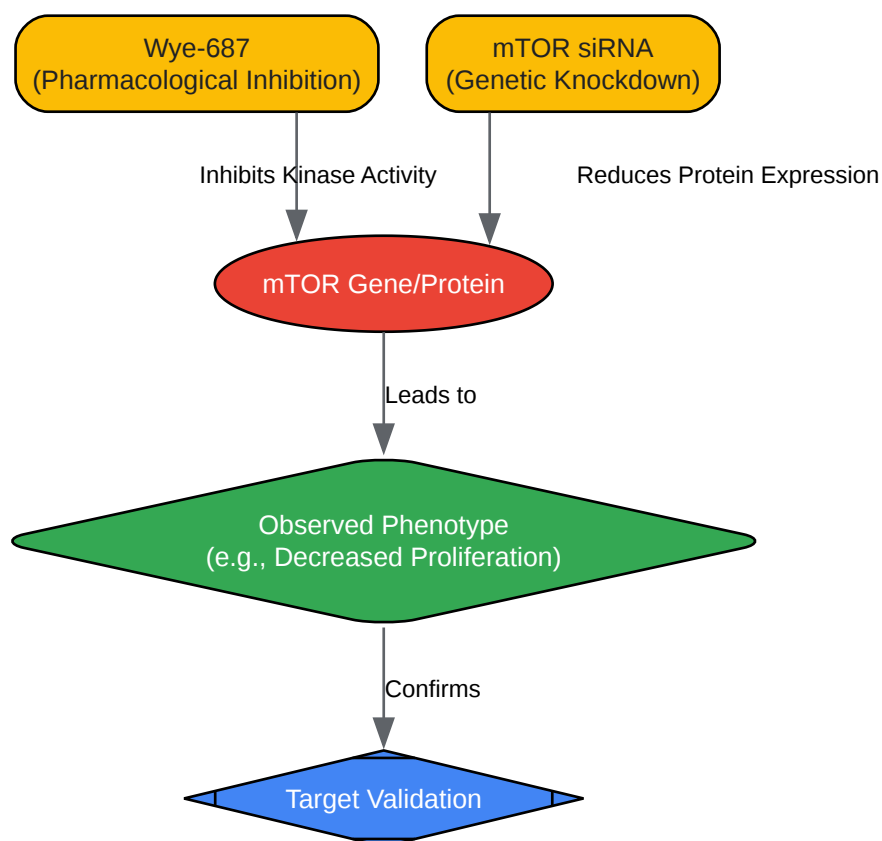 Wye-687
(Pharmacological Inhibition)
mTOR siRNA
(Genetic Knockdown)
Inhibits Kinase Activity
Reduces Protein Expression
mTOR Gene/Protein
Leads to
Observed Phenotype
(e.g., Decreased Proliferation)
Confirms
Target Validation